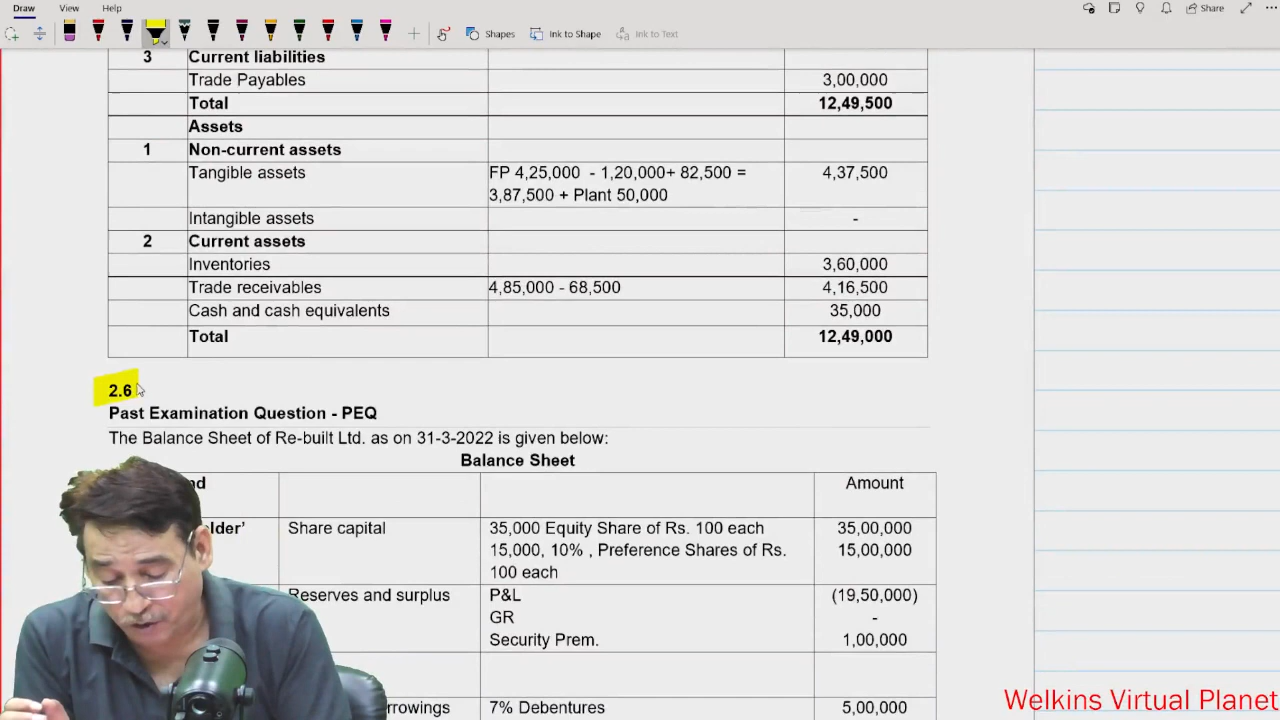 Draw View Help
Share
Shapes Ink to Shape Ink to Text
3 Current liabilities
Trade Payables 3,00,000
Total 12,49,500
Assets
1 Non-current assets
Tangible assets FP 4,25,000 - 1,20,000+ 82,500 = 4,37,500
3,87,500 + Plant 50,000
Intangible assets -
2 Current assets
Inventories 3,60,000
Trade receivables 4,85,000 - 68,500 4,16,500
Cash and cash equivalents 35,000
Total 12,49,000
2.6
Past Examination Question - PEQ
The Balance Sheet of Re-built Ltd. as on 31-3-2022 is given below:
Balance Sheet
nd Amount
older’ Share capital 35,000 Equity Share of Rs. 100 each 35,00,000
15,000, 10% , Preference Shares of Rs. 15,00,000
100 each
Reserves and surplus P&L (19,50,000)
GR -
Security Prem. 1,00,000
rrowings 7% Debentures 5,00,000
Welkins Virtual Planet